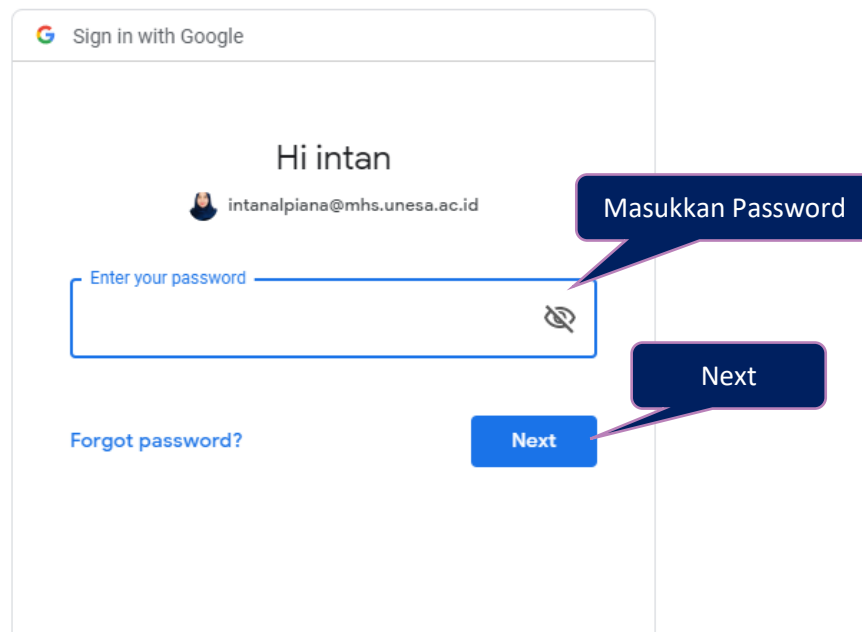 Sign in with Google
Hi intan
intanalpiana@mhs.unesa.ac.id
Masukkan Password
Enter your password
Next
Forgot password?
Next